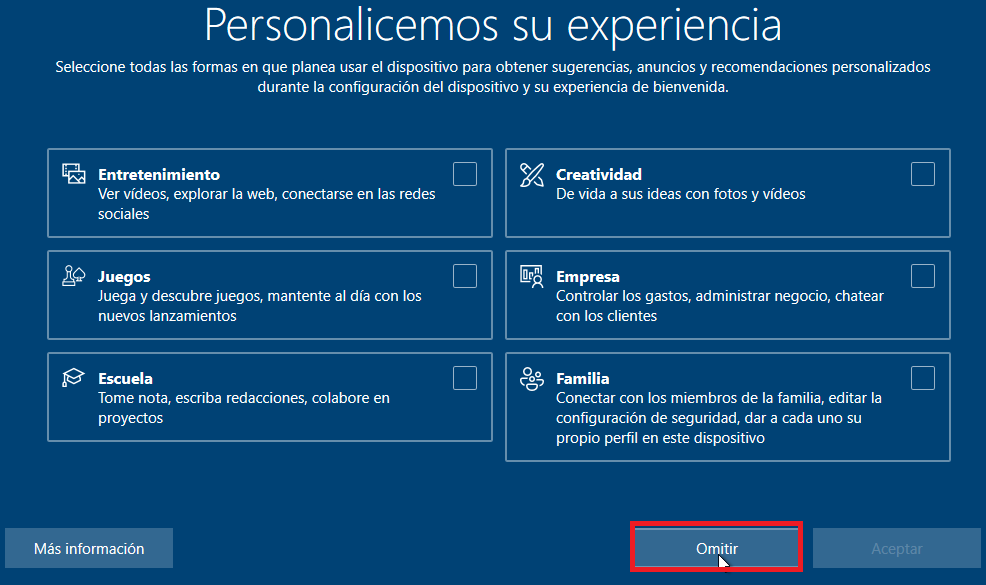 Personalicemos su experiencia
Seleccione todas las formas en que planea usar el dispositivo para obtener sugerencias, anuncios y recomendaciones personalizados
durante la configuración del dispositivo y su experiencia de bienvenida.
Entretenimiento
Ver vídeos, explorar la web, conectarse en las redes
sociales
Creatividad
De vida a sus ideas con fotos y vídeos
Juegos
Juega y descubre juegos, mantente al día con los
nuevos lanzamientos
Empresa
Controlar los gastos, administrar negocio, chatear
con los clientes
Escuela
Tome nota, escriba redacciones, colabore en
proyectos
Familia
Conectar con los miembros de la familia, editar la
configuración de seguridad, dar a cada uno su
propio perfil en este dispositivo
Más información
Omitir
Aceptar